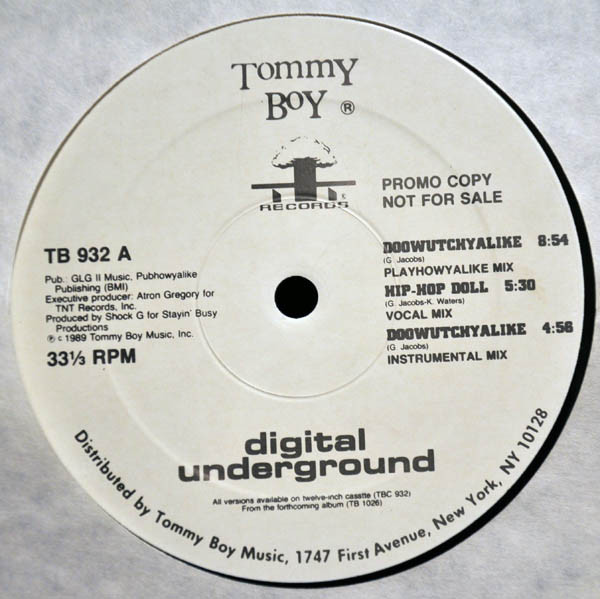 Tommy
Boy ®
TNT
RECORDS
PROMO COPY
NOT FOR SALE
TB 932 A
Pub.: GLG II Music, Pubhowyalike
Publishing (BMI)
Executive producer: Atron Gregory for
TNT Records, Inc.
Produced by Shock G for Stayin' Busy
Productions
℗ © 1989 Tommy Boy Music, Inc.
33⅓ RPM
DOOWUTCHYALIKE 8:54
(G. Jacobs)
PLAYHOWYALIKE MIX
HIP-HOP DOLL 5:30
(G. Jacobs-K. Waters)
VOCAL MIX
DOOWUTCHYALIKE 4:56
(G. Jacobs)
INSTRUMENTAL MIX
digital
underground
All versions available on twelve-inch casatte (TBC 932)
From the forthcoming album (TB 1026)
Distributed by Tommy Boy Music, 1747 First Avenue, New York, NY 10128